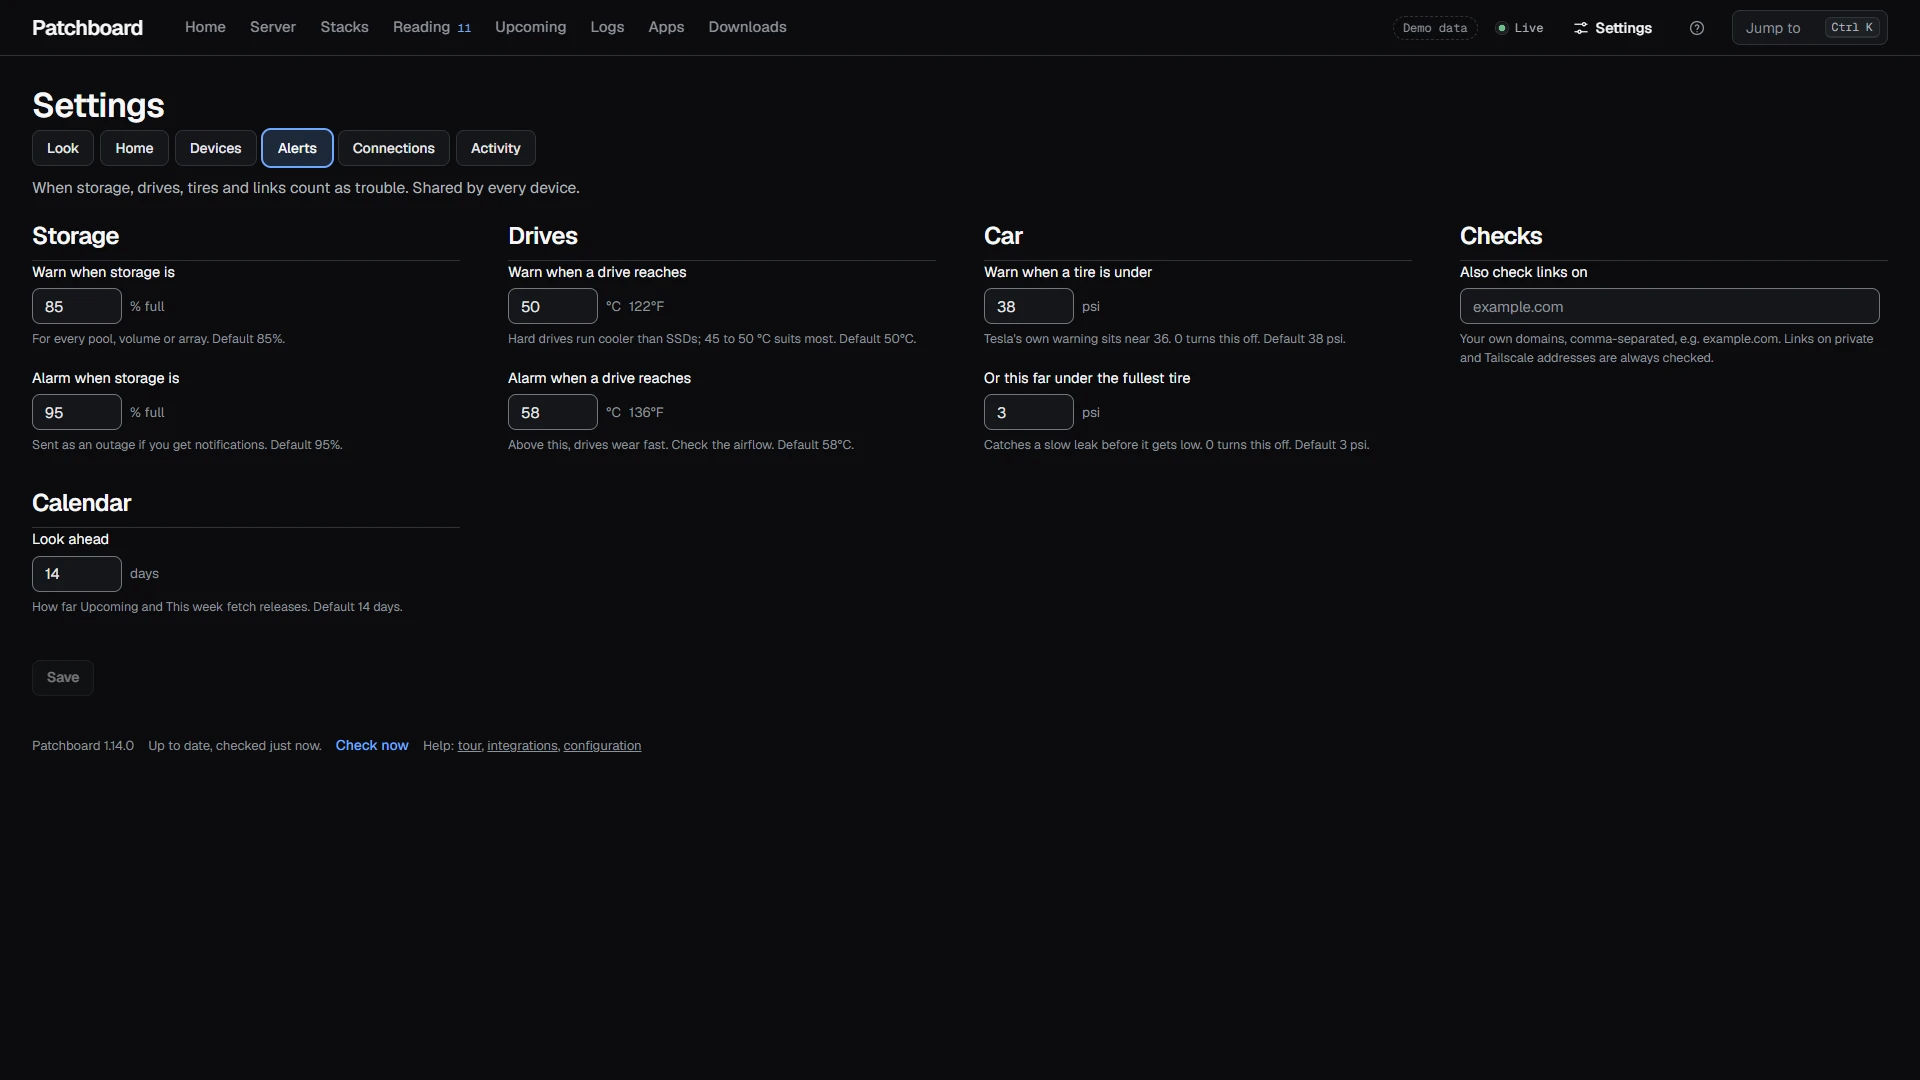 Patchboard Home Server Stacks Reading 11 Upcoming Logs Apps Downloads Demo data Live Settings Jump to Ctrl K
Settings
Look Home Devices Alerts Connections Activity
When storage, drives, tires and links count as trouble. Shared by every device.
Storage
Warn when storage is
85 % full
For every pool, volume or array. Default 85%.
Alarm when storage is
95 % full
Sent as an outage if you get notifications. Default 95%.
Drives
Warn when a drive reaches
50 °C 122°F
Hard drives run cooler than SSDs; 45 to 50 °C suits most. Default 50°C.
Alarm when a drive reaches
58 °C 136°F
Above this, drives wear fast. Check the airflow. Default 58°C.
Car
Warn when a tire is under
38 psi
Tesla's own warning sits near 36. 0 turns this off. Default 38 psi.
Or this far under the fullest tire
3 psi
Catches a slow leak before it gets low. 0 turns this off. Default 3 psi.
Checks
Also check links on
example.com
Your own domains, comma-separated, e.g. example.com. Links on private
and Tailscale addresses are always checked.
Calendar
Look ahead
14 days
How far Upcoming and This week fetch releases. Default 14 days.
Save
Patchboard 1.14.0 Up to date, checked just now. Check now Help: tour, integrations, configuration